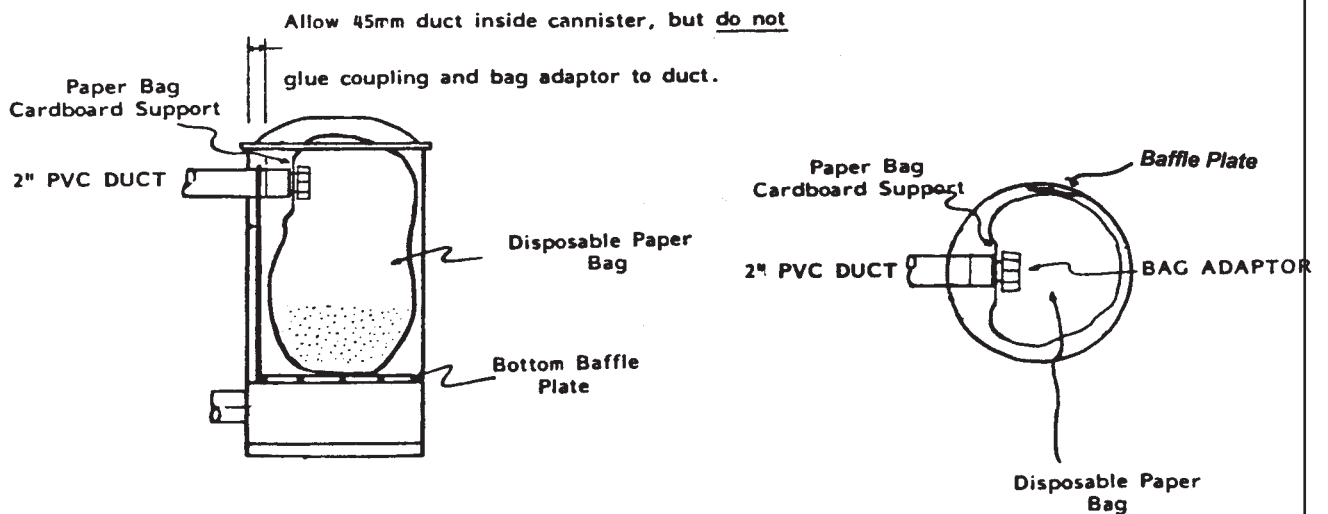 Allow 45mm duct inside cannister, but do not
glue coupling and bag adaptor to duct.
Paper Bag
Cardboard Support
2" PVC DUCT
Disposable Paper
Bag
Bottom Baffle
Plate
Baffle Plate
Paper Bag
Cardboard Support
2" PVC DUCT
BAG ADAPTOR
Disposable Paper
Bag